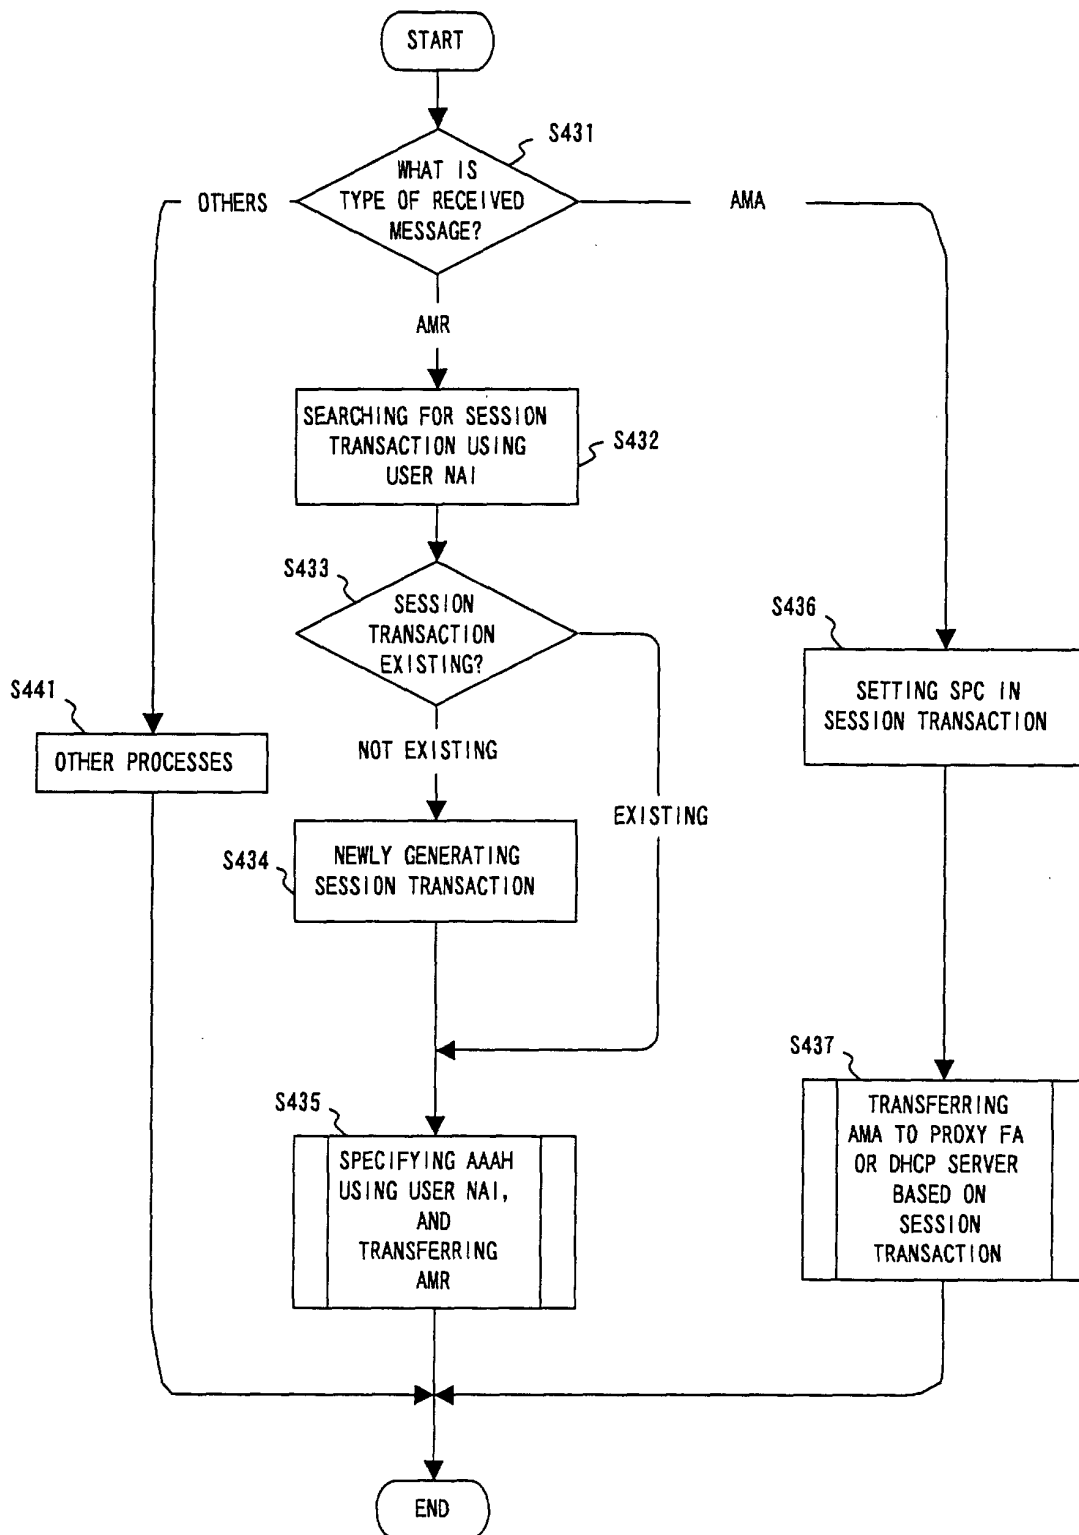 START
S431
WHAT IS
TYPE OF RECEIVED
MESSAGE?
OTHERS
AMA
AMR
SEARCHING FOR SESSION
TRANSACTION USING
USER NAI
S432
S433
SESSION
TRANSACTION
EXISTING?
S436
SETTING SPC IN
SESSION TRANSACTION
S441
OTHER PROCESSES
NOT EXISTING
EXISTING
S434
NEWLY GENERATING
SESSION TRANSACTION
S437
TRANSFERRING
AMA TO PROXY FA
OR DHCP SERVER
BASED ON
SESSION
TRANSACTION
S435
SPECIFYING AAAH
USING USER NAI,
AND
TRANSFERRING
AMR
END